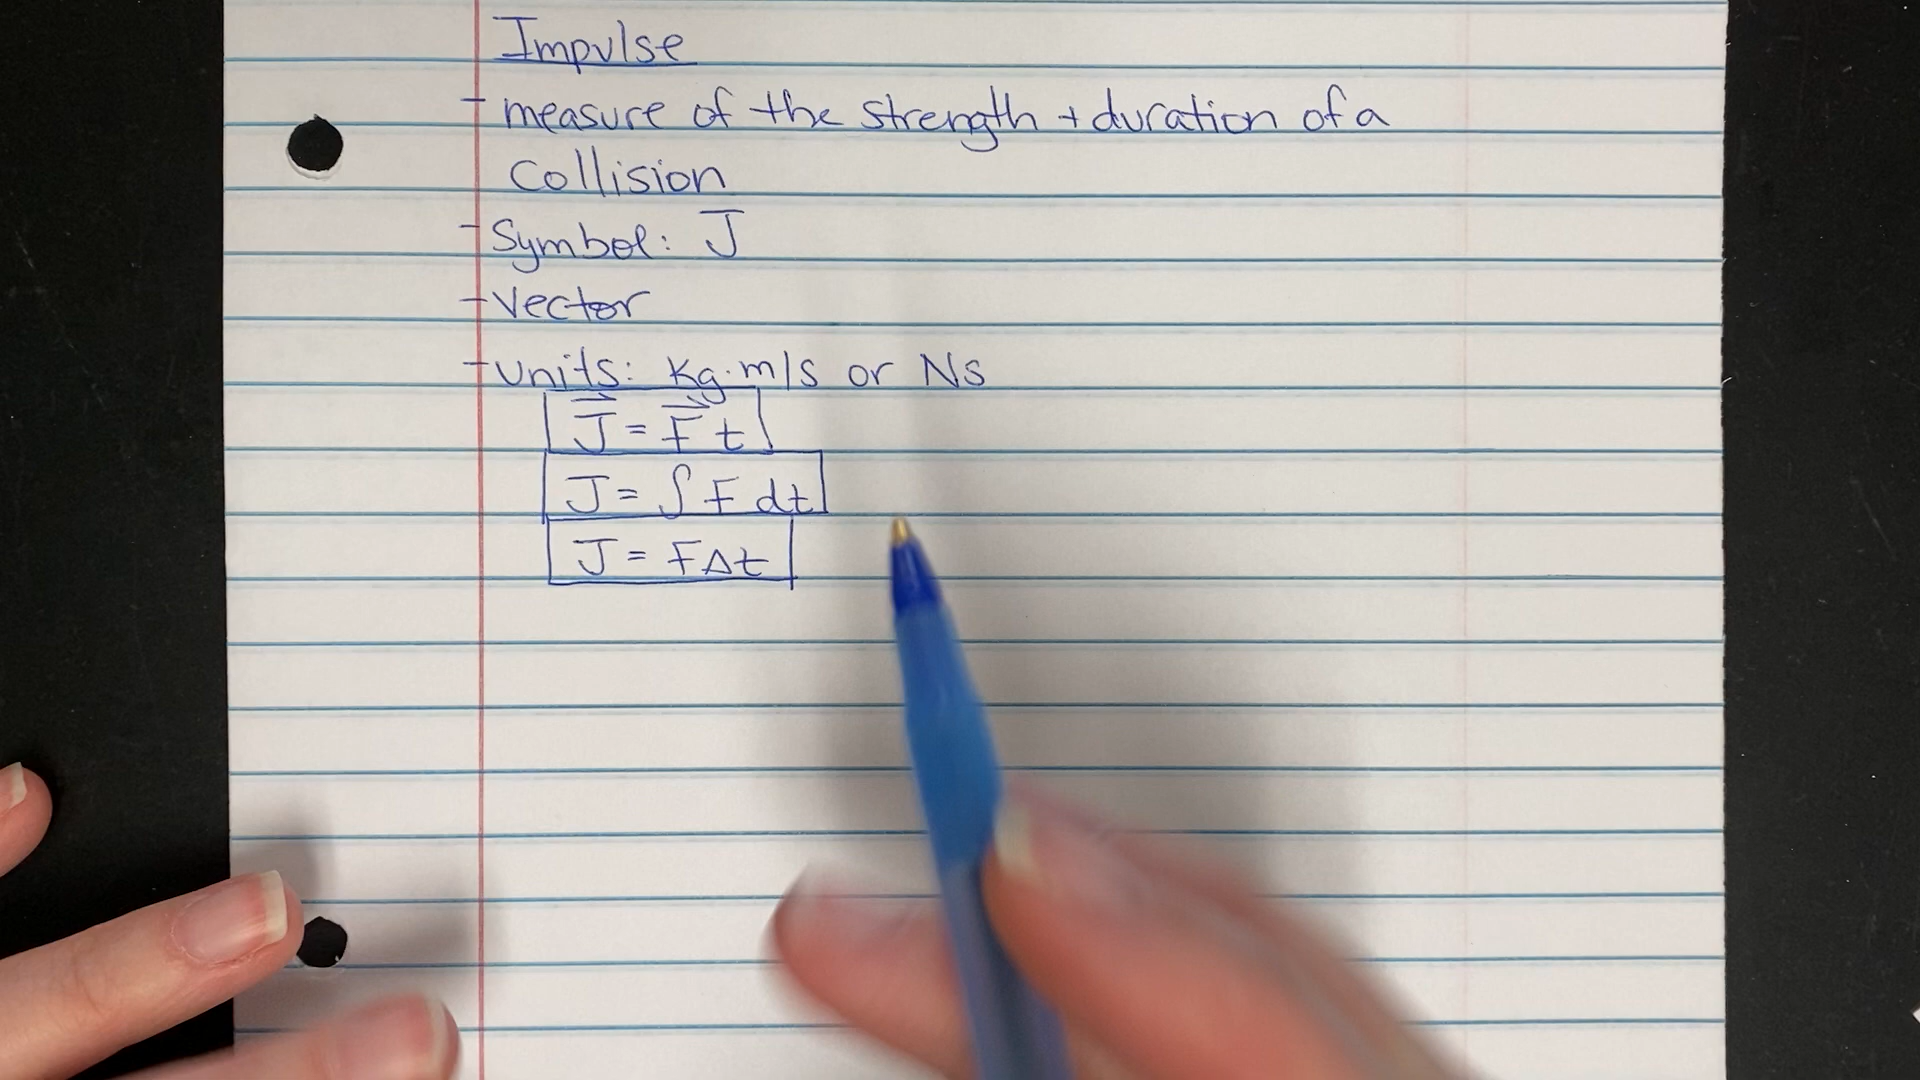 Impulse
- measure of the strength + duration of a
collision
- Symbol: J
- Vector
- units: kg·m/s or Ns
J⃗ = F⃗ t
J = ∫ F dt
J = FΔt